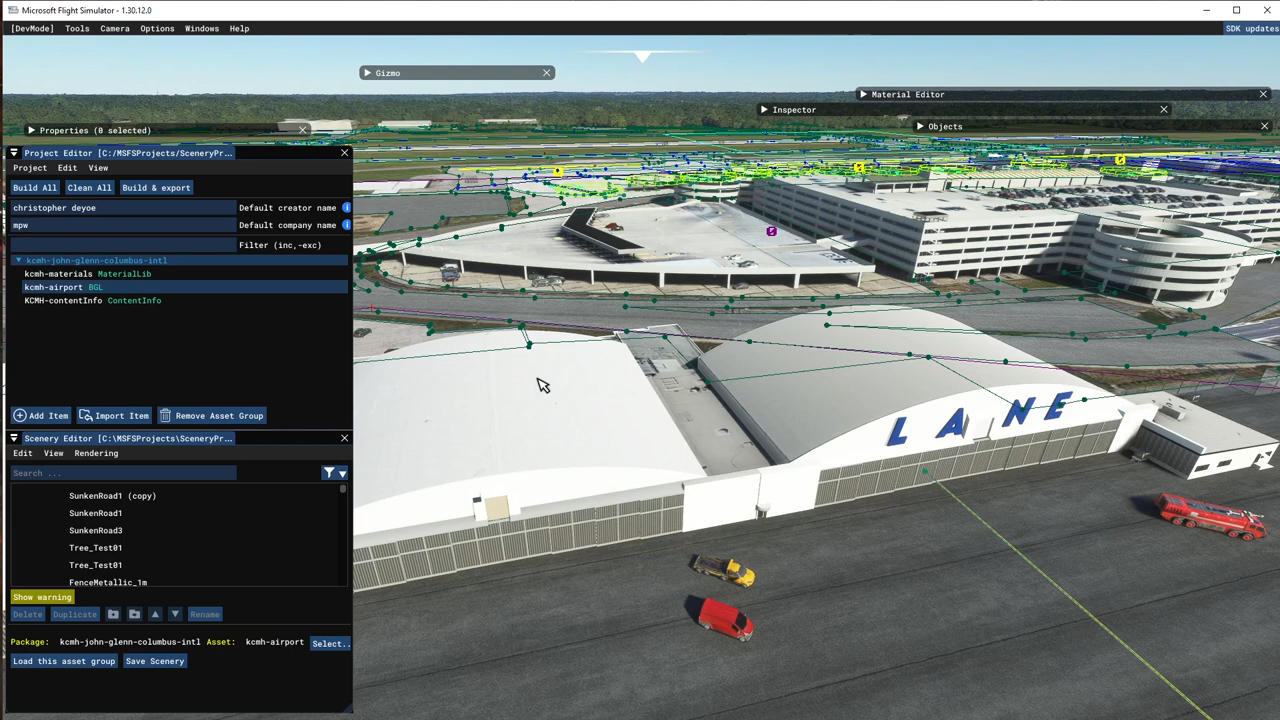 Microsoft Flight Simulator - 1.30.12.0
[DevMode] Tools Camera Options Windows Help
SDK updates
Gizmo
Material Editor
Inspector
Objects
Properties (0 selected)
Project Editor [C:/MSFSProjects/SceneryPr...
Project Edit View
Build All Clean All Build & export
christopher deyoe Default creator name
mpw Default company name
Filter (inc,-exc)
kcmh-john-glenn-columbus-intl
kcmh-materials MaterialLib
kcmh-airport BGL
KCMH-contentInfo ContentInfo
Add Item Import Item Remove Asset Group
Scenery Editor [C:\MSFSProjects\SceneryPr...
Edit View Rendering
Search ...
SunkenRoad1 (copy)
SunkenRoad1
SunkenRoad3
Tree_Test01
Tree_Test01
FenceMetallic_1m
Show warning
Delete Duplicate Rename
Package: kcmh-john-glenn-columbus-intl Asset: kcmh-airport Select..
Load this asset group Save Scenery
LANE